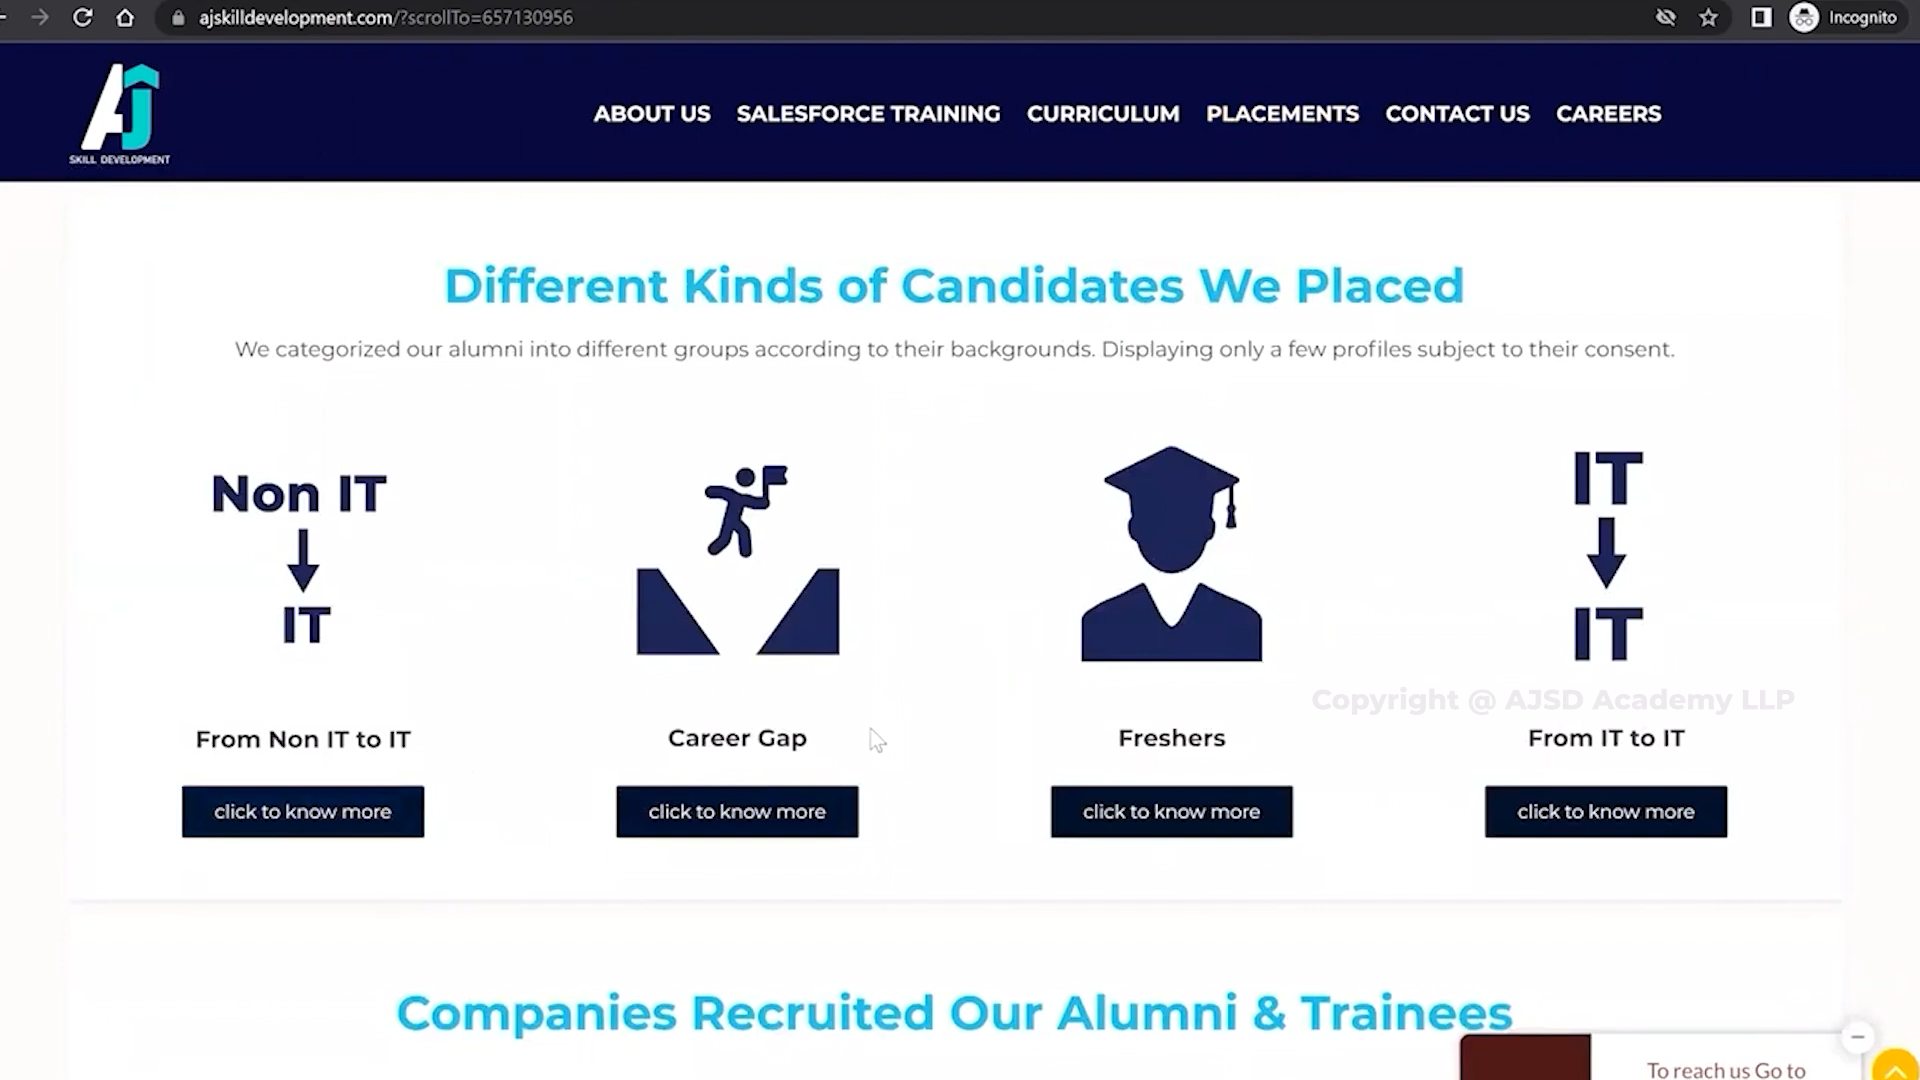 ajskilldevelopment.com/?scrollTo=657130956
Incognito
AJ
SKILL DEVELOPMENT
ABOUT US SALESFORCE TRAINING CURRICULUM PLACEMENTS CONTACT US CAREERS
Different Kinds of Candidates We Placed
We categorized our alumni into different groups according to their backgrounds. Displaying only a few profiles subject to their consent.
Non IT
IT
IT
IT
Copyright @ AJSD Academy LLP
From Non IT to IT
Career Gap
Freshers
From IT to IT
click to know more
click to know more
click to know more
click to know more
Companies Recruited Our Alumni & Trainees
To reach us Go to